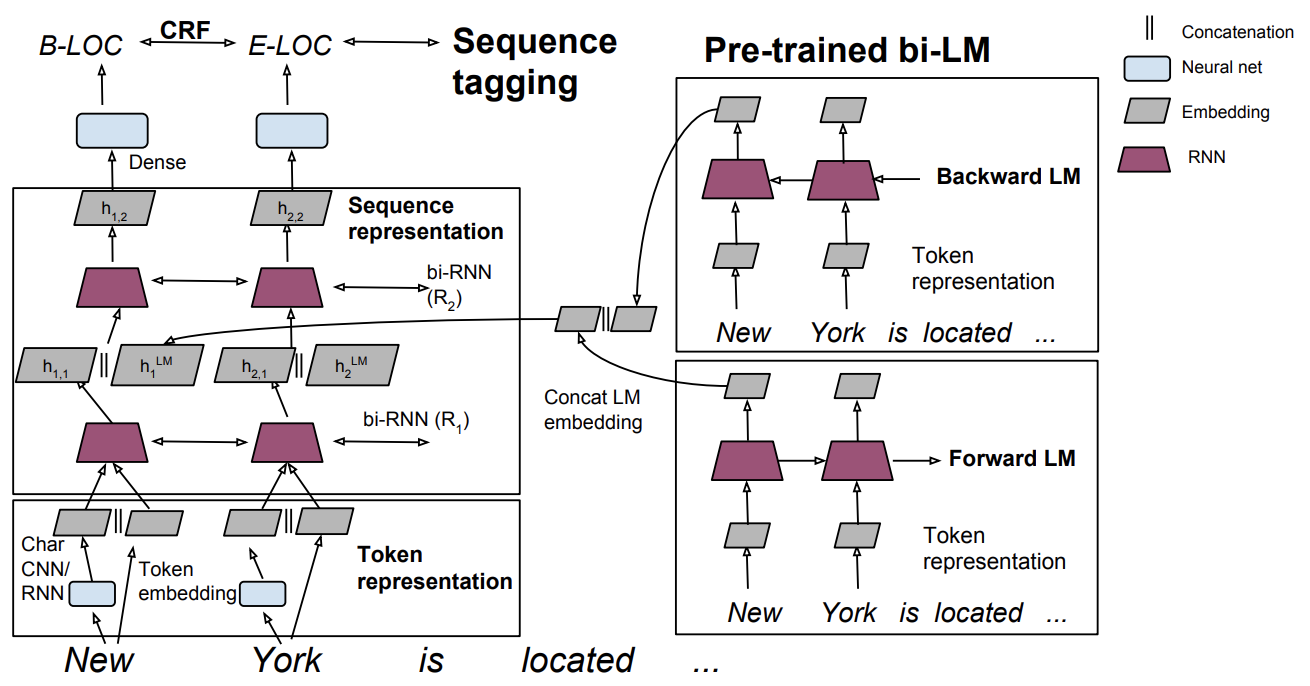 B-LOC CRF E-LOC Sequence
tagging
Dense
h1,2 h2,2 Sequence
representation
bi-RNN
(R2)
h1,1 h1LM h2,1 h2LM
bi-RNN (R1)
Char
CNN/
RNN
Token
embedding
Token
representation
New York is located ...
Concat LM
embedding
Pre-trained bi-LM
Backward LM
Token
representation
New York is located ...
Forward LM
Token
representation
New York is located ...
|| Concatenation
Neural net
Embedding
RNN